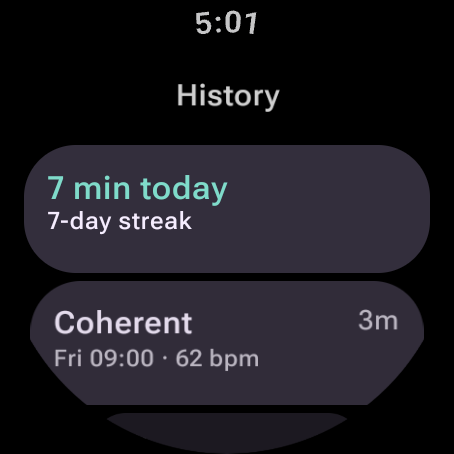 5:01
History
7 min today
7-day streak
Coherent 3m
Fri 09:00 · 62 bpm